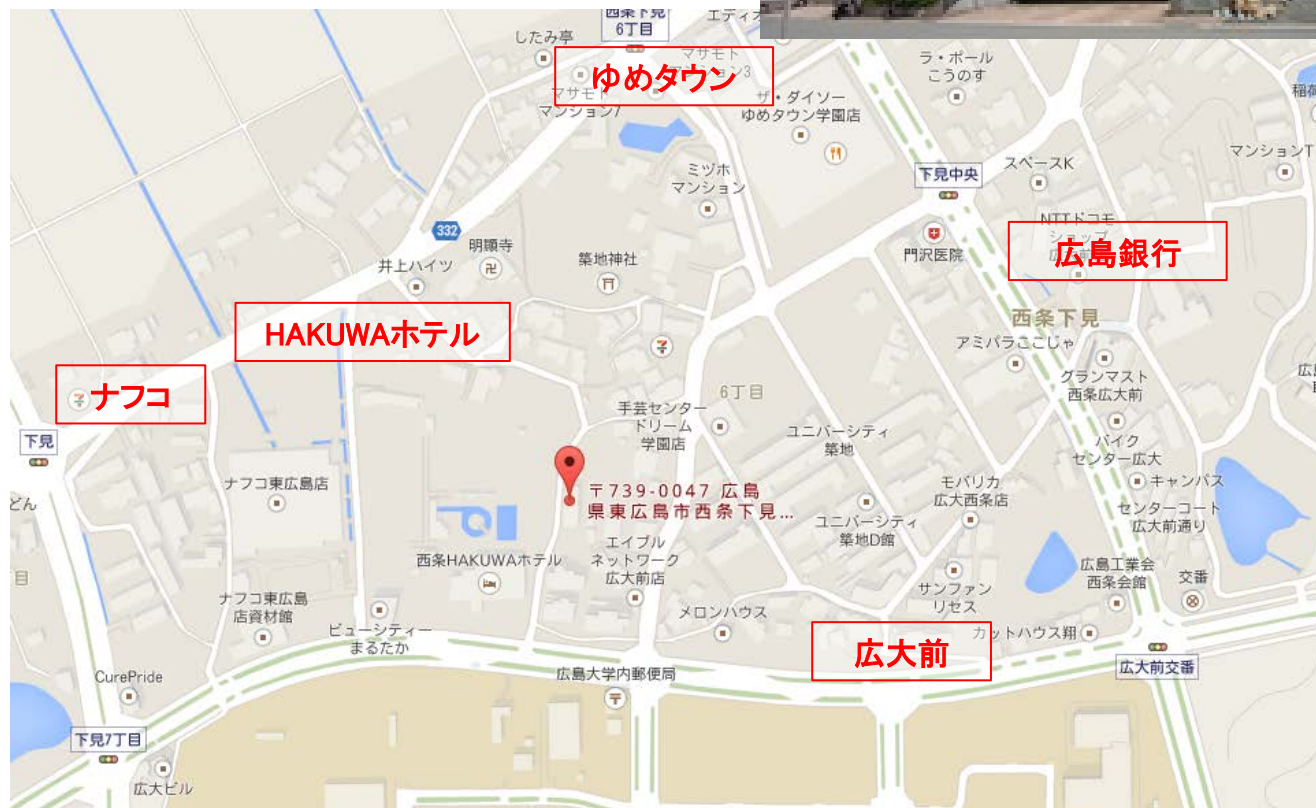 西条下見
6丁目
エディオ
したみ亭
マサモト
マンション3
ゆめタウン
マサモト
マンション7
ザ・ダイソー
ゆめタウン学園店
ラ・ポール
こうのす
稲荷
マンションT
下見中央
スペースK
ミヅホ
マンション
NTTドコモ
ショップ
広島銀行
門沢医院
332
明顕寺
井上ハイツ
築地神社
西条下見
HAKUWAホテル
アミパラここじゃ
グランマスト
西条広大前
ナフコ
6丁目
手芸センター
ドリーム
学園店
ユニバーシティ
築地
バイク
センター広大
下見
ナフコ東広島店
どん
〒739-0047 広島
県東広島市西条下見...
モバリカ
広大西条店
キャンパス
センターコート
広大前通り
ユニバーシティ
築地D館
エイブル
ネットワーク
広大前店
西条HAKUWAホテル
広島工業会
西条会館
交番
サンファン
リセス
目
ナフコ東広島
店資材館
ビューシティー
まるたか
メロンハウス
カットハウス翔
広大前
広大前交番
CurePride
広島大学内郵便局
下見7丁目
広大ビル